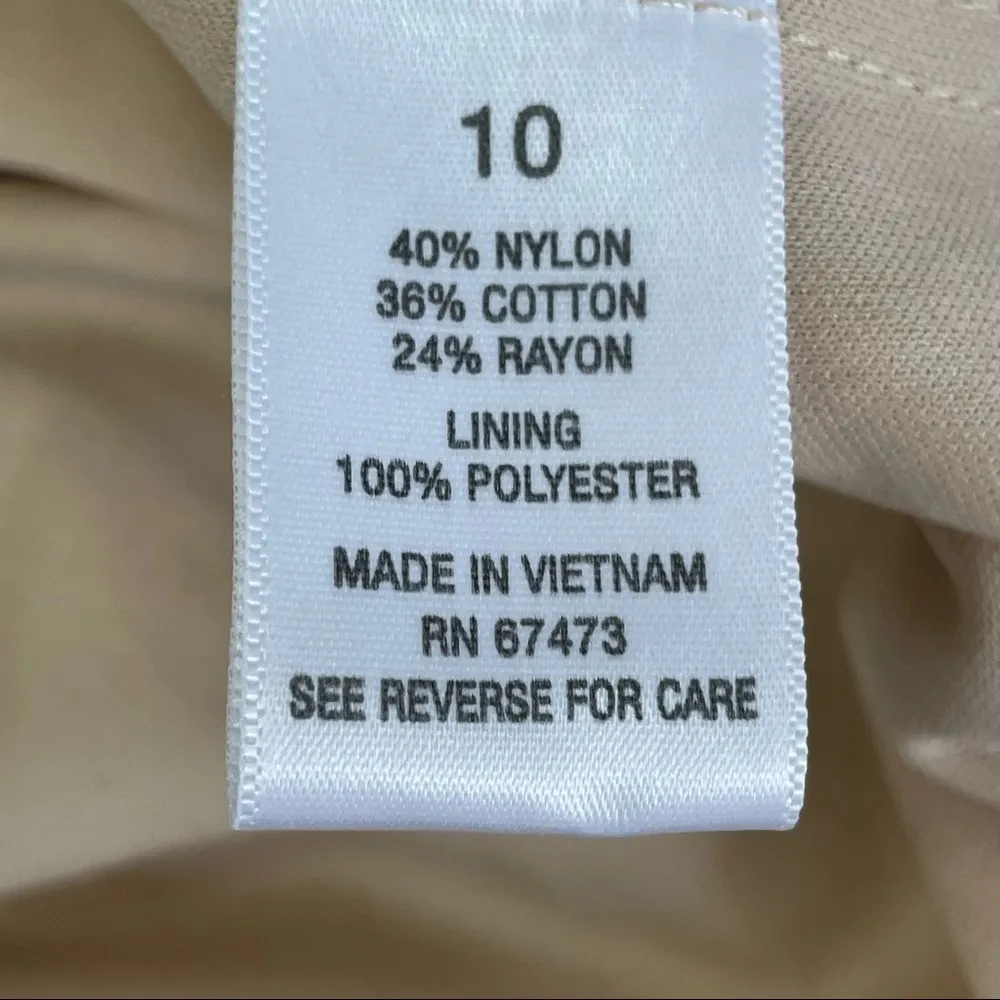 10
40% NYLON
36% COTTON
24% RAYON
LINING
100% POLYESTER
MADE IN VIETNAM
RN 67473
SEE REVERSE FOR CARE